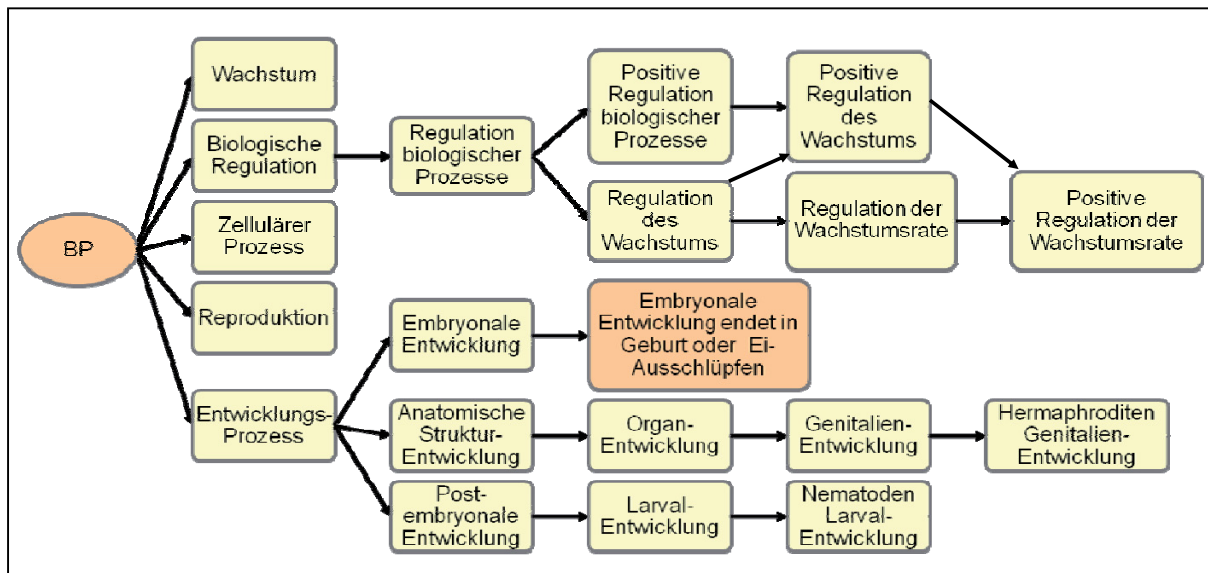 BP
Wachstum
Biologische
Regulation
Zellulärer
Prozess
Reproduktion
Entwicklungs-
Prozess
Regulation
biologischer
Prozesse
Positive
Regulation
biologischer
Prozesse
Regulation
des
Wachstums
Positive
Regulation
des
Wachstums
Regulation der
Wachstumsrate
Positive
Regulation der
Wachstumsrate
Embryonale
Entwicklung
Embryonale
Entwicklung endet in
Geburt oder Ei-
Ausschlüpfen
Anatomische
Struktur-
Entwicklung
Organ-
Entwicklung
Genitalien-
Entwicklung
Hermaphroditen
Genitalien-
Entwicklung
Post-
embryonale
Entwicklung
Larval-
Entwicklung
Nematoden
Larval-
Entwicklung